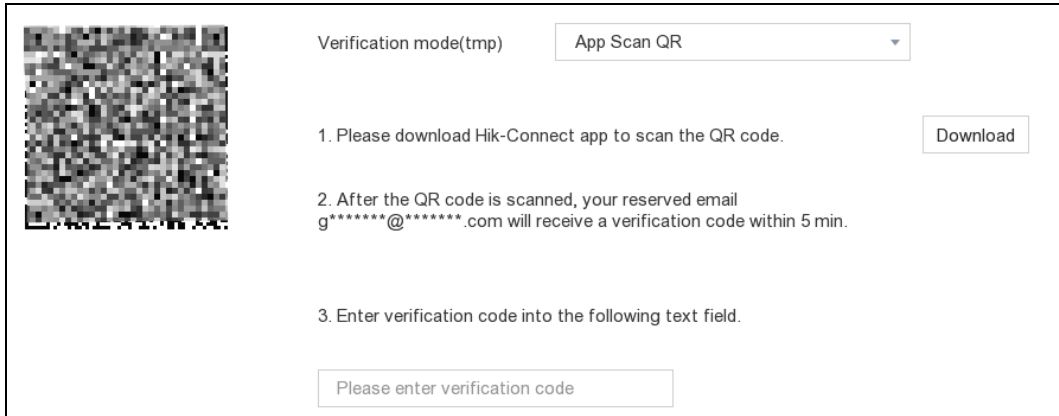 Verification mode(tmp)
App Scan QR
1. Please download Hik-Connect app to scan the QR code.
Download
2. After the QR code is scanned, your reserved email
g*******@*******.com will receive a verification code within 5 min.
3. Enter verification code into the following text field.
Please enter verification code